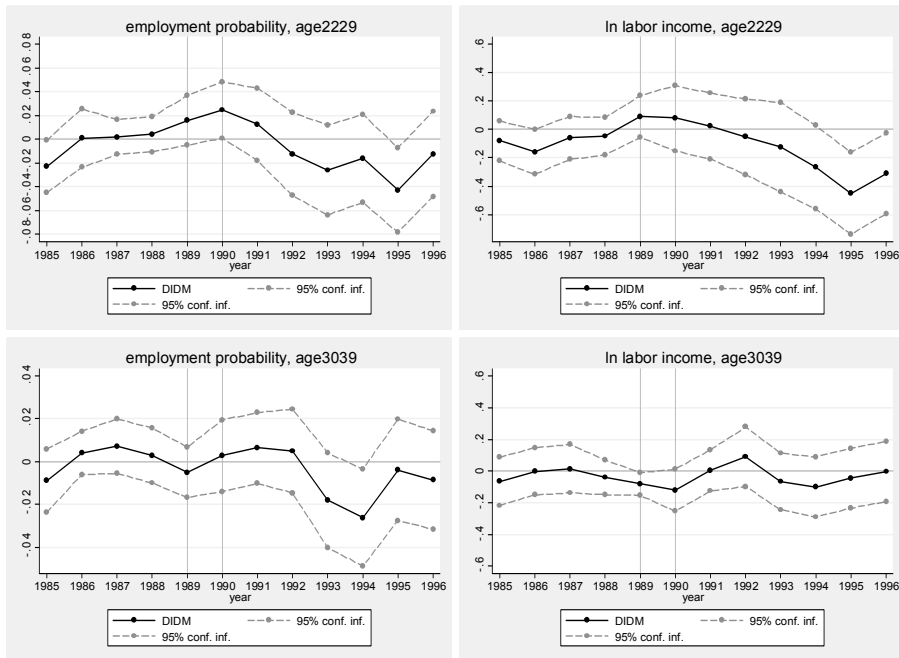 employment probability, age2229
.08
.06
.04
.02
0
-.02
-.04
-.06
-.08
1985 1986 1987 1988 1989 1990 1991 1992 1993 1994 1995 1996
year
DIDM 95% conf. inf.
95% conf. inf.
ln labor income, age2229
.6
.4
.2
0
-.2
-.4
-.6
1985 1986 1987 1988 1989 1990 1991 1992 1993 1994 1995 1996
year
DIDM 95% conf. inf.
95% conf. inf.
employment probability, age3039
.04
.02
0
-.02
-.04
1985 1986 1987 1988 1989 1990 1991 1992 1993 1994 1995 1996
year
DIDM 95% conf. inf.
95% conf. inf.
ln labor income, age3039
.6
.4
.2
0
-.2
-.4
-.6
1985 1986 1987 1988 1989 1990 1991 1992 1993 1994 1995 1996
year
DIDM 95% conf. inf.
95% conf. inf.